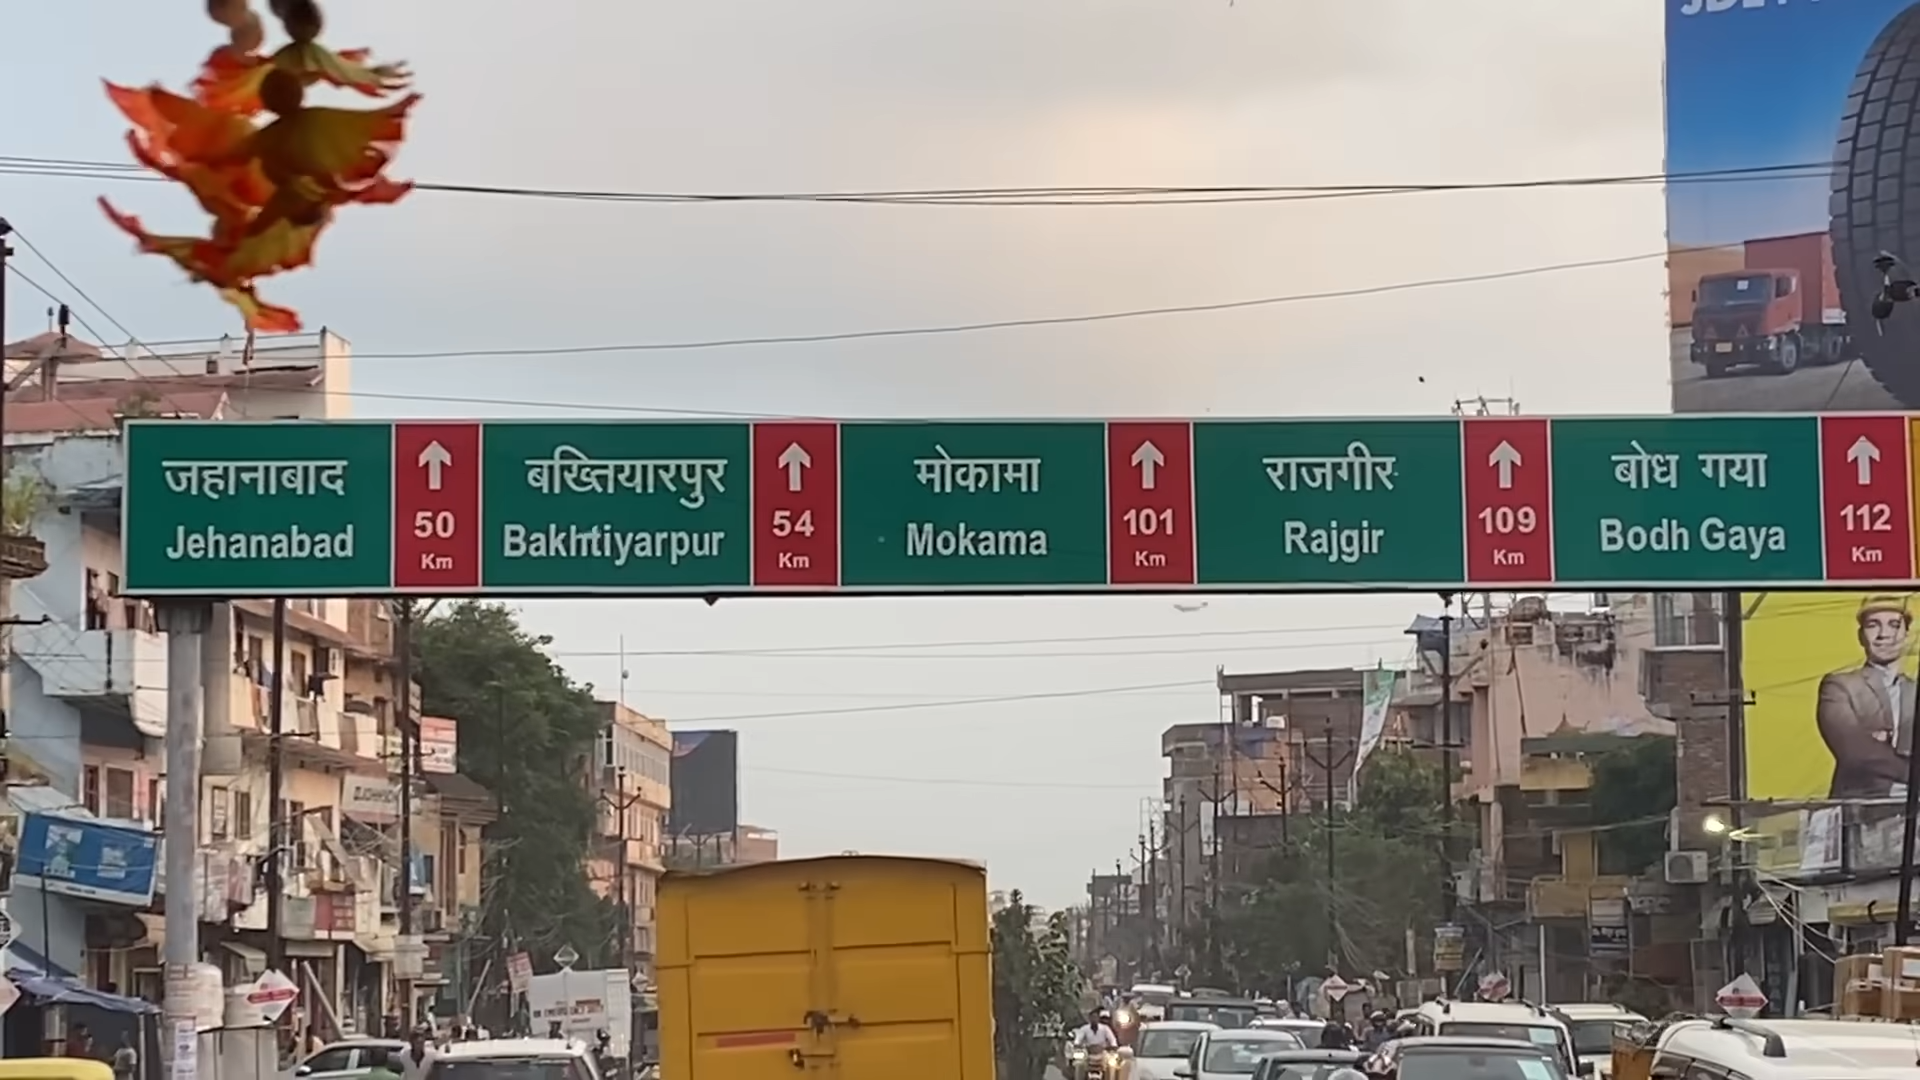 जहानाबाद
Jehanabad
50
Km
बख्तियारपुर
Bakhtiyarpur
54
Km
मोकामा
Mokama
101
Km
राजगीर
Rajgir
109
Km
बोध गया
Bodh Gaya
112
Km